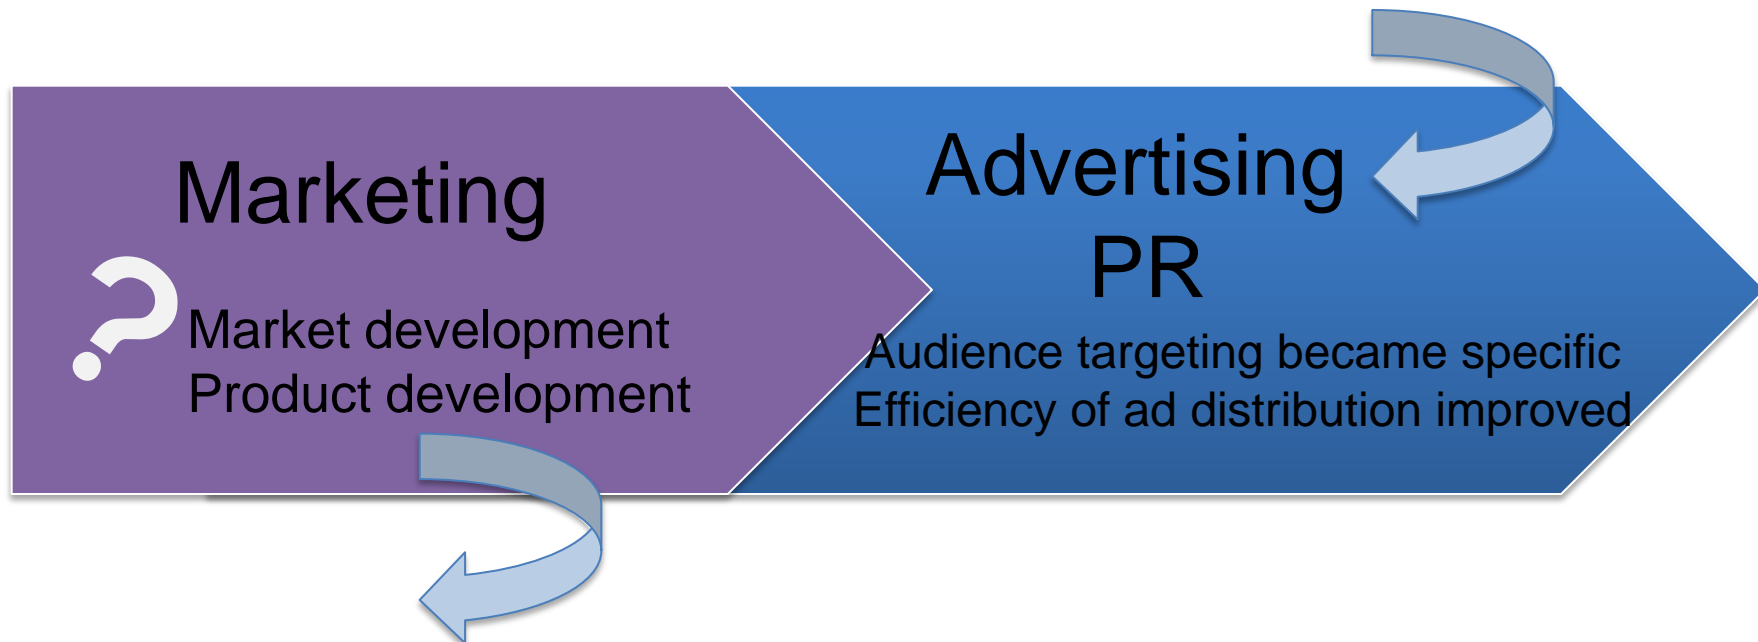 Marketing
?
Market development
Product development
Advertising
PR
Audience targeting became specific
Efficiency of ad distribution improved